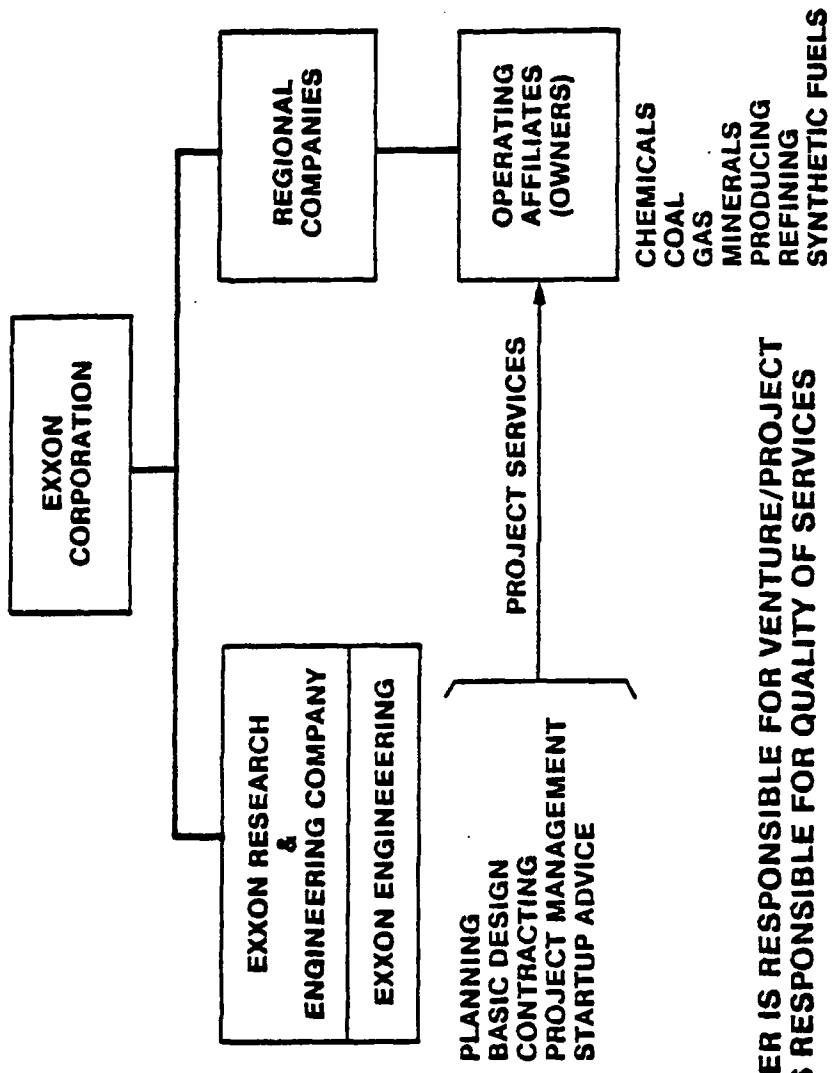 EXXON
CORPORATION
EXXON RESEARCH
&
ENGINEERING COMPANY
EXXON ENGINEEERING
REGIONAL
COMPANIES
OPERATING
AFFILIATES
(OWNERS)
PLANNING
BASIC DESIGN
CONTRACTING
PROJECT MANAGEMENT
STARTUP ADVICE
PROJECT SERVICES
CHEMICALS
COAL
GAS
MINERALS
PRODUCING
REFINING
SYNTHETIC FUELS
ER IS RESPONSIBLE FOR VENTURE/PROJECT
S RESPONSIBLE FOR QUALITY OF SERVICES